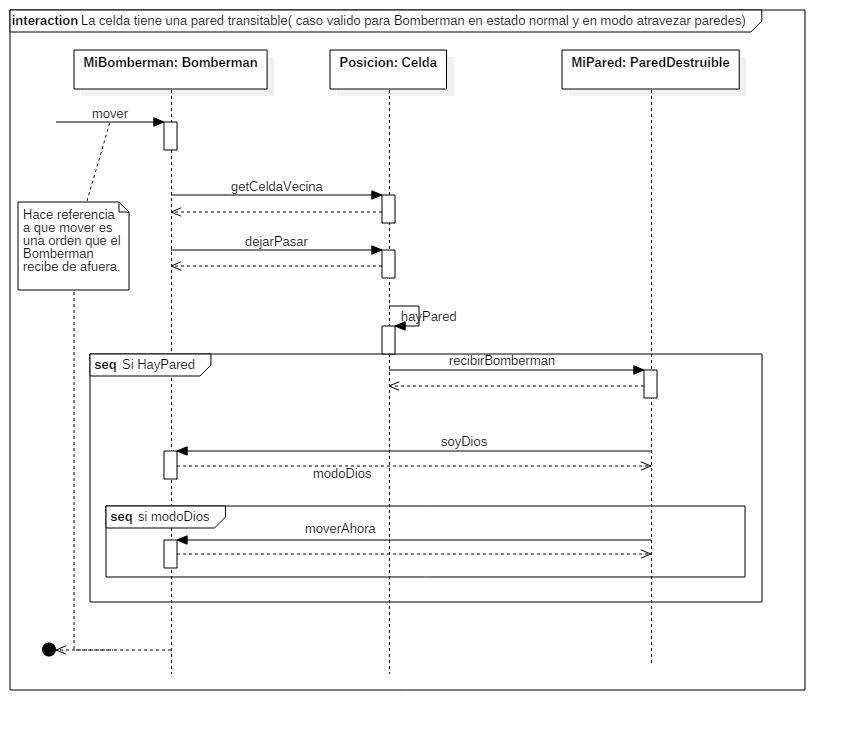 interaction La celda tiene una pared transitable( caso valido para Bomberman en estado normal y en modo atravezar paredes)
MiBomberman: Bomberman
Posicion: Celda
MiPared: ParedDestruible
mover
getCeldaVecina
Hace referencia
a que mover es
una orden que el
Bomberman
recibe de afuera.
dejarPasar
hayPared
seq Si HayPared
recibirBomberman
soyDios
modoDios
seq si modoDios
moverAhora